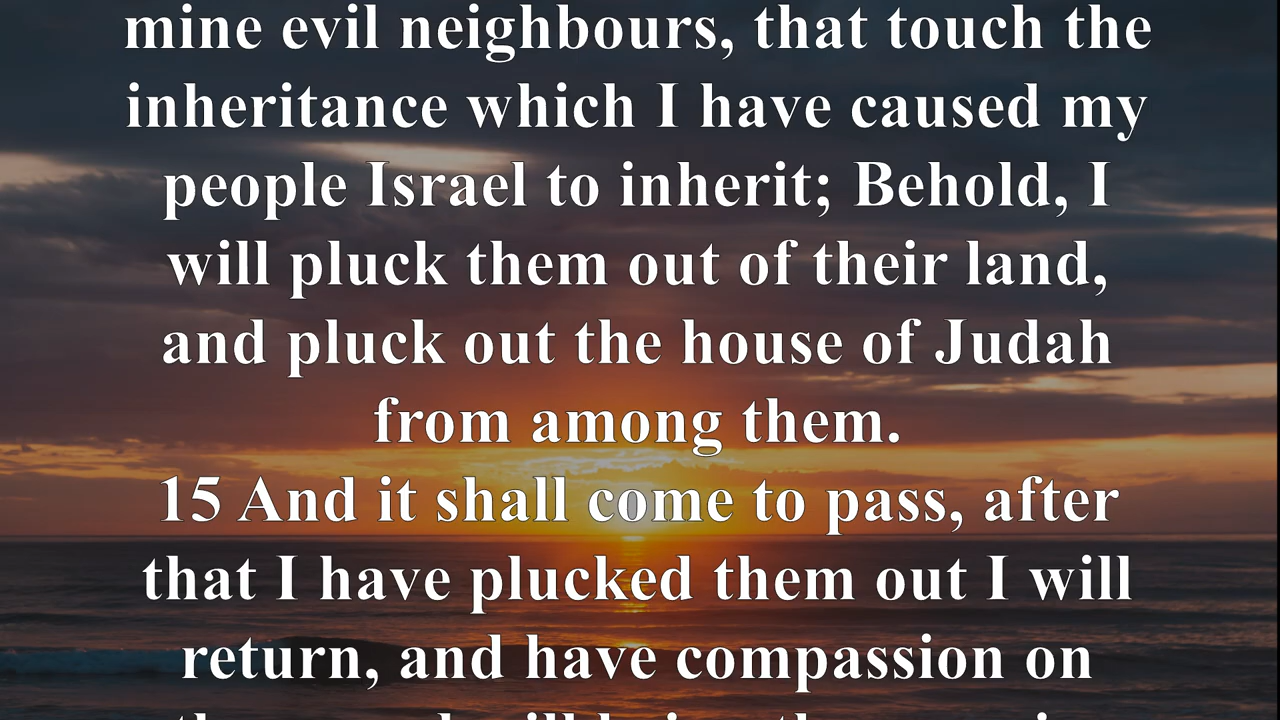 mine evil neighbours, that touch the
inheritance which I have caused my
people Israel to inherit; Behold, I
will pluck them out of their land,
and pluck out the house of Judah
from among them.
15 And it shall come to pass, after
that I have plucked them out I will
return, and have compassion on